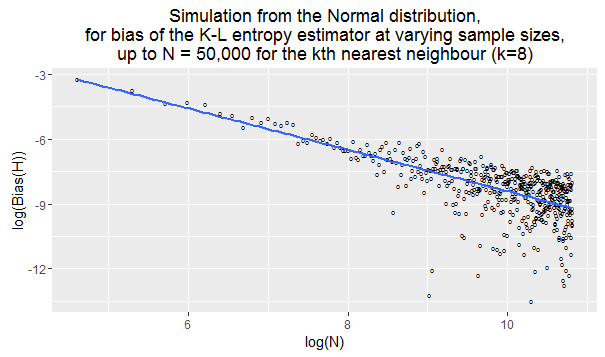 Simulation from the Normal distribution,
for bias of the K-L entropy estimator at varying sample sizes,
up to N = 50,000 for the kth nearest neighbour (k=8)
log(Bias(H))
-3
-6
-9
-12
6
8
10
log(N)